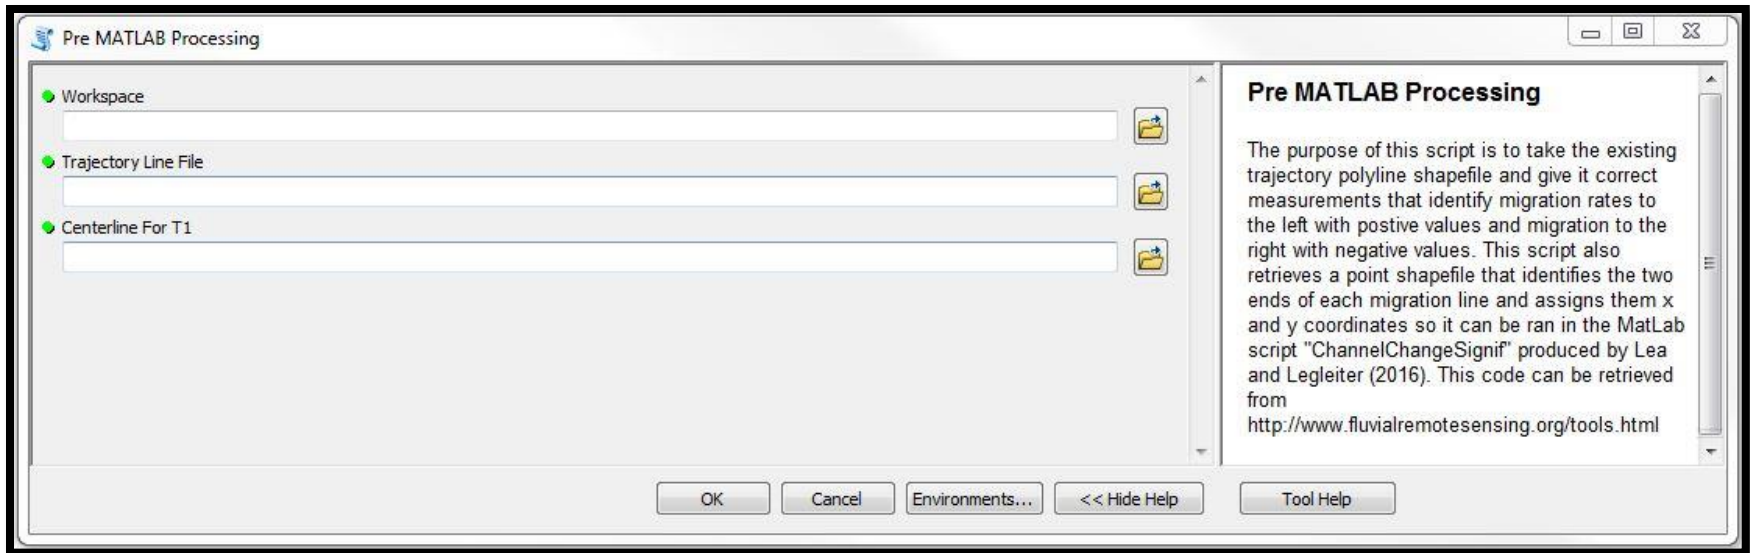 Pre MATLAB Processing
Workspace
Trajectory Line File
Centerline For T1
Pre MATLAB Processing
The purpose of this script is to take the existing
trajectory polyline shapefile and give it correct
measurements that identify migration rates to
the left with postive values and migration to the
right with negative values. This script also
retrieves a point shapefile that identifies the two
ends of each migration line and assigns them x
and y coordinates so it can be ran in the MatLab
script "ChannelChangeSignif" produced by Lea
and Legleiter (2016). This code can be retrieved
from
http://www.fluvialremotesensing.org/tools.html
OK
Cancel
Environments...
<< Hide Help
Tool Help